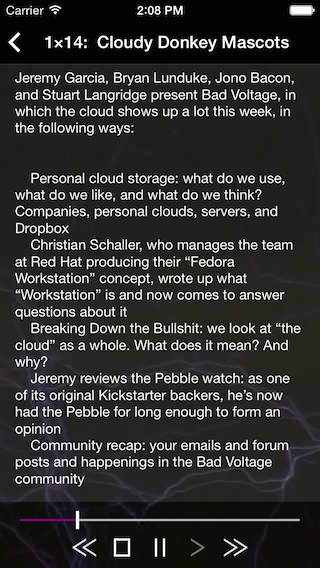 Carrier 2:08 PM
1×14: Cloudy Donkey Mascots
Jeremy Garcia, Bryan Lunduke, Jono Bacon,
and Stuart Langridge present Bad Voltage, in
which the cloud shows up a lot this week, in
the following ways:
Personal cloud storage: what do we use,
what do we like, and what do we think?
Companies, personal clouds, servers, and
Dropbox
Christian Schaller, who manages the team
at Red Hat producing their “Fedora
Workstation” concept, wrote up what
“Workstation” is and now comes to answer
questions about it
Breaking Down the Bullshit: we look at “the
cloud” as a whole. What does it mean? And
why?
Jeremy reviews the Pebble watch: as one
of its original Kickstarter backers, he’s now
had the Pebble for long enough to form an
opinion
Community recap: your emails and forum
posts and happenings in the Bad Voltage
community